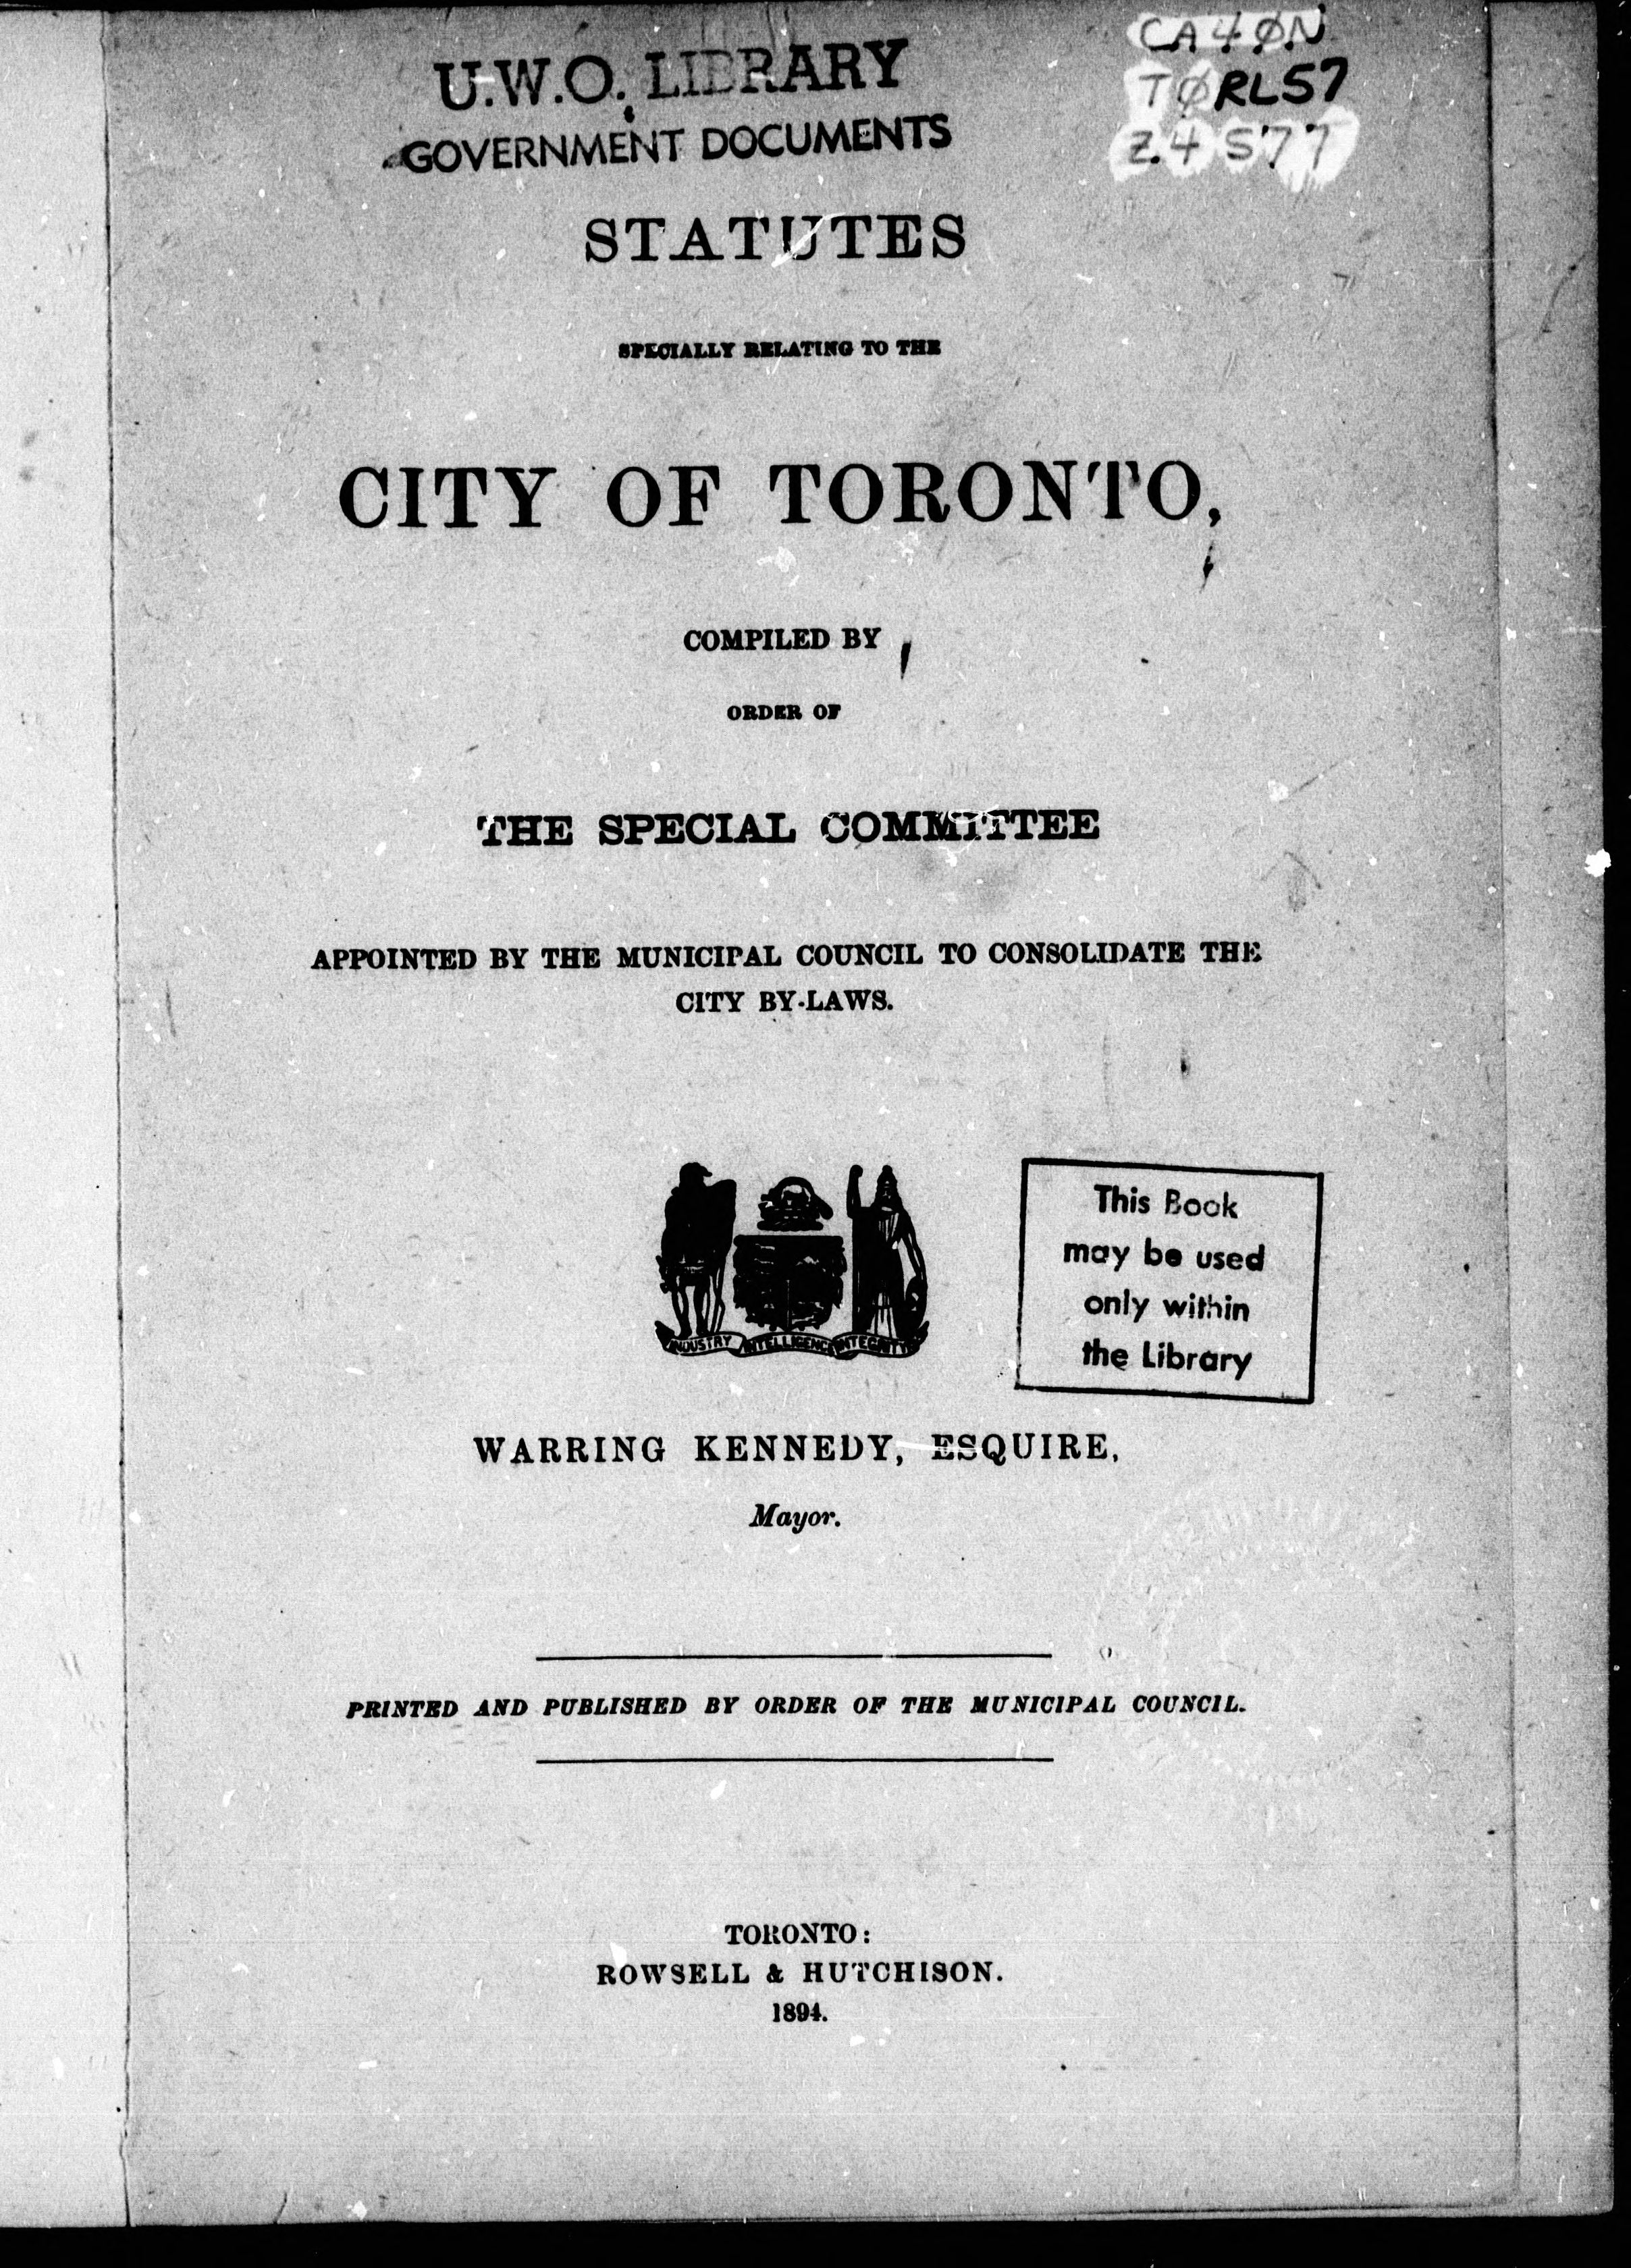 U.W.O. LIBRARY
GOVERNMENT DOCUMENTS
CA4ØN
TØRL57
Z.4 S77
STATUTES
SPECIALLY RELATING TO THE
CITY OF TORONTO,
COMPILED BY
ORDER OF
THE SPECIAL COMMITTEE
APPOINTED BY THE MUNICIPAL COUNCIL TO CONSOLIDATE THE
CITY BY-LAWS.
INDUSTRY INTELLIGENCE INTEGRITY
This Book
may be used
only within
the Library
WARRING KENNEDY, ESQUIRE,
Mayor.
PRINTED AND PUBLISHED BY ORDER OF THE MUNICIPAL COUNCIL.
TORONTO:
ROWSELL & HUTCHISON.
1894.